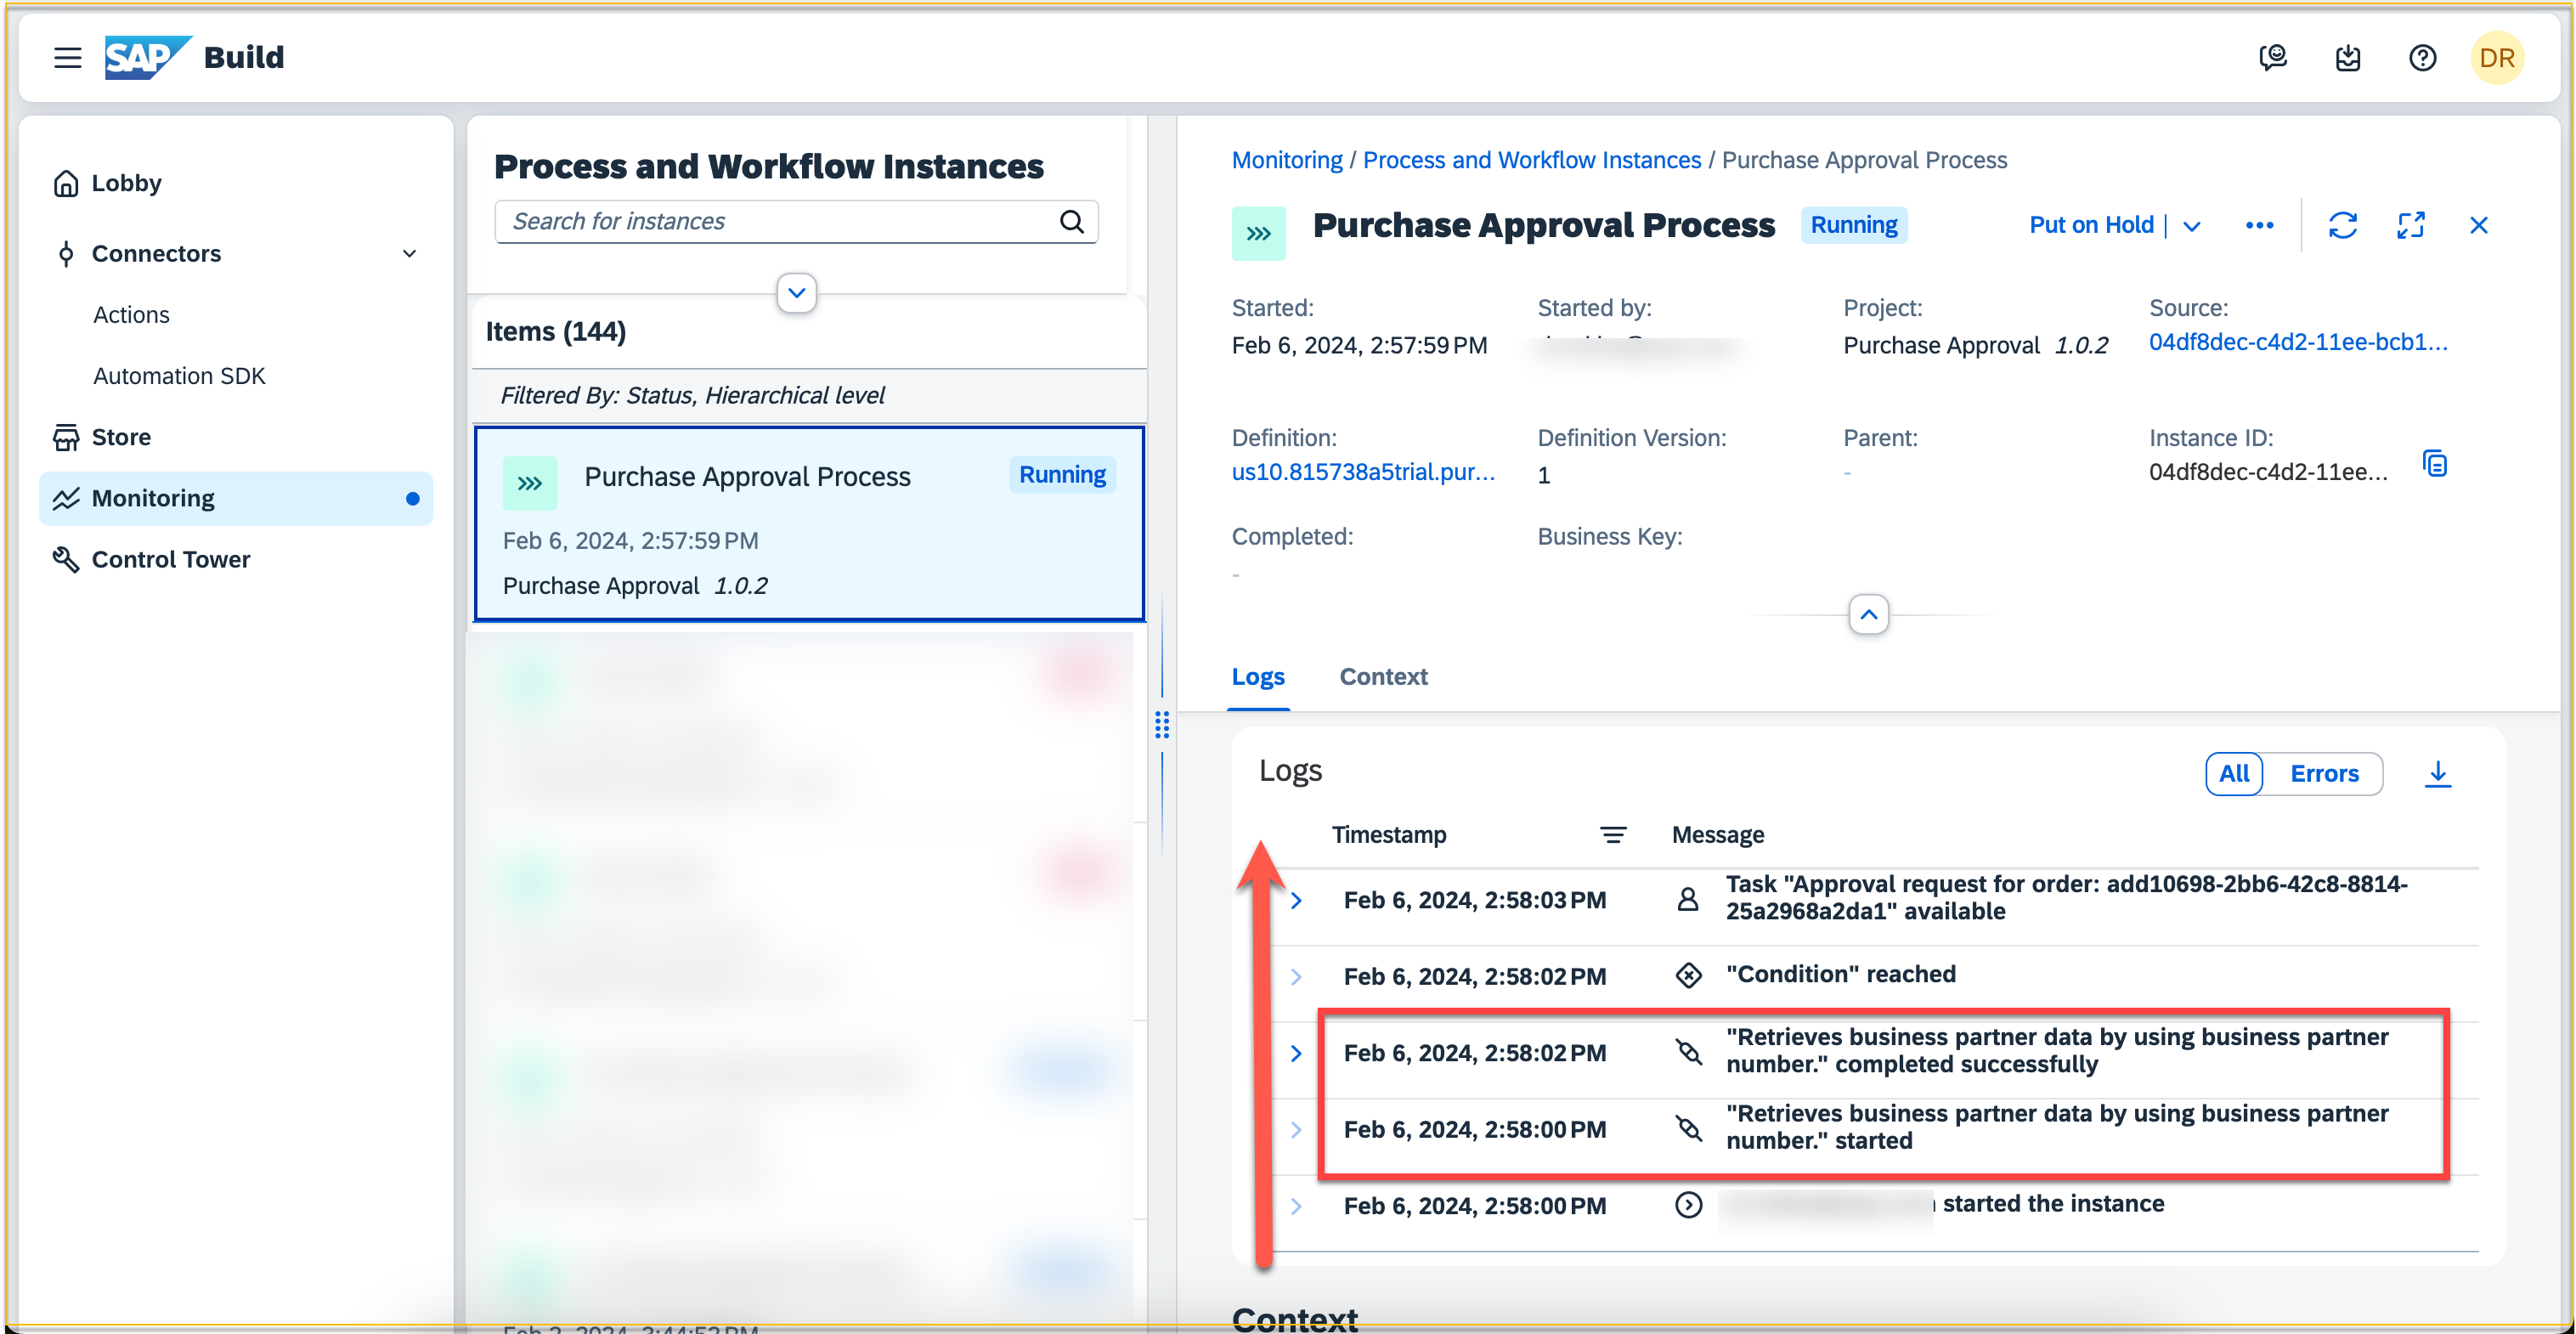 SAP Build
DR
Lobby
Connectors
Actions
Automation SDK
Store
Monitoring
Control Tower
Process and Workflow Instances
Search for instances
Items (144)
Filtered By: Status, Hierarchical level
Purchase Approval Process
Running
Feb 6, 2024, 2:57:59 PM
Purchase Approval 1.0.2
Monitoring / Process and Workflow Instances / Purchase Approval Process
Purchase Approval Process
Running
Put on Hold
Started:
Feb 6, 2024, 2:57:59 PM
Started by:
Project:
Purchase Approval 1.0.2
Source:
04df8dec-c4d2-11ee-bcb1...
Definition:
us10.815738a5trial.pur...
Definition Version:
1
Parent:
-
Instance ID:
04df8dec-c4d2-11ee...
Completed:
-
Business Key:
Logs
Context
Logs
All
Errors
Timestamp
Message
Feb 6, 2024, 2:58:03 PM
Task "Approval request for order: add10698-2bb6-42c8-8814-
25a2968a2da1" available
Feb 6, 2024, 2:58:02 PM
"Condition" reached
Feb 6, 2024, 2:58:02 PM
"Retrieves business partner data by using business partner
number." completed successfully
Feb 6, 2024, 2:58:00 PM
"Retrieves business partner data by using business partner
number." started
Feb 6, 2024, 2:58:00 PM
started the instance
Context